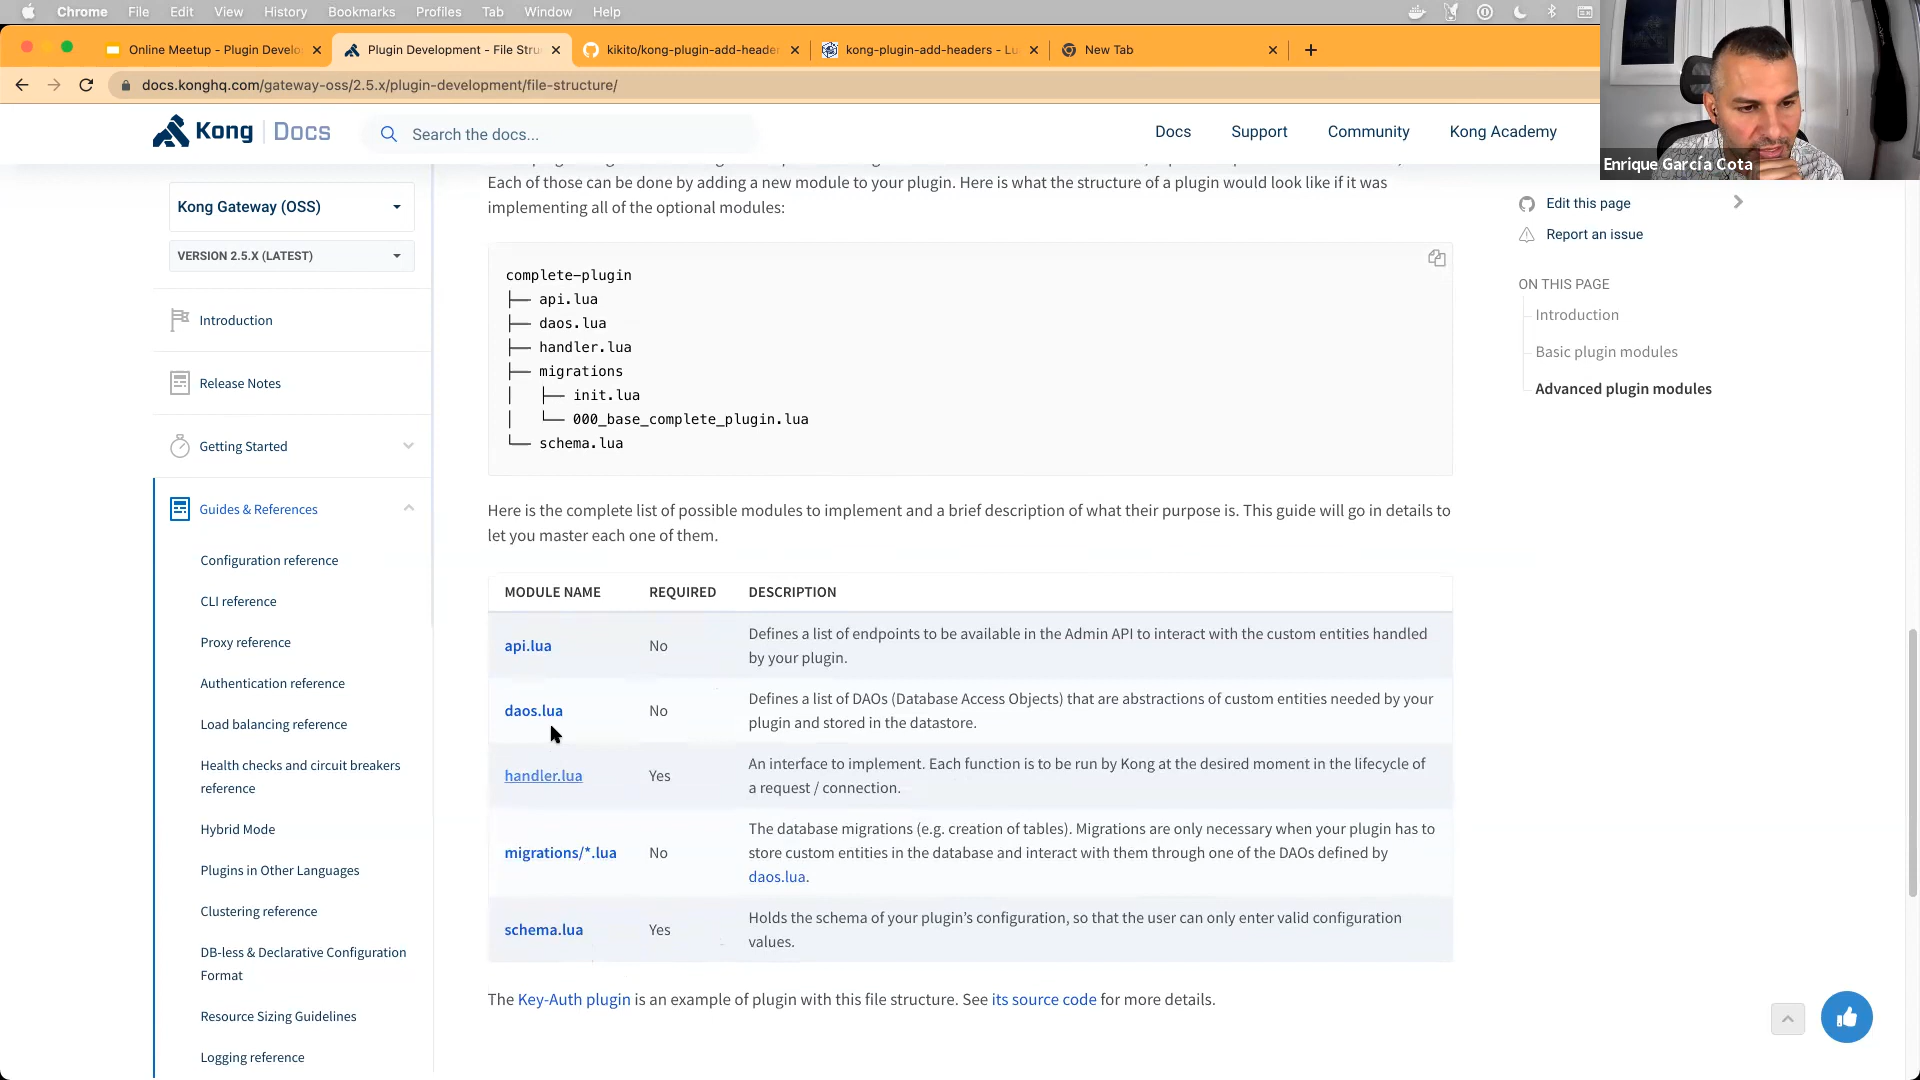 Chrome File Edit View History Bookmarks Profiles Tab Window Help
Online Meetup - Plugin Develo
Plugin Development - File Stru
kikito/kong-plugin-add-header
kong-plugin-add-headers - Lu
New Tab
docs.konghq.com/gateway-oss/2.5.x/plugin-development/file-structure/
Kong Docs
Search the docs...
Docs Support Community Kong Academy
Enrique García Cota
Kong Gateway (OSS)
VERSION 2.5.X (LATEST)
Introduction
Release Notes
Getting Started
Guides & References
Configuration reference
CLI reference
Proxy reference
Authentication reference
Load balancing reference
Health checks and circuit breakers
reference
Hybrid Mode
Plugins in Other Languages
Clustering reference
DB-less & Declarative Configuration
Format
Resource Sizing Guidelines
Logging reference
Each of those can be done by adding a new module to your plugin. Here is what the structure of a plugin would look like if it was
implementing all of the optional modules:
complete-plugin
├── api.lua
├── daos.lua
├── handler.lua
├── migrations
│   ├── init.lua
│   └── 000_base_complete_plugin.lua
└── schema.lua
Here is the complete list of possible modules to implement and a brief description of what their purpose is. This guide will go in details to
let you master each one of them.
MODULE NAME REQUIRED DESCRIPTION
api.lua No Defines a list of endpoints to be available in the Admin API to interact with the custom entities handled
by your plugin.
daos.lua No Defines a list of DAOs (Database Access Objects) that are abstractions of custom entities needed by your
plugin and stored in the datastore.
handler.lua Yes An interface to implement. Each function is to be run by Kong at the desired moment in the lifecycle of
a request / connection.
migrations/*.lua No The database migrations (e.g. creation of tables). Migrations are only necessary when your plugin has to
store custom entities in the database and interact with them through one of the DAOs defined by
daos.lua.
schema.lua Yes Holds the schema of your plugin's configuration, so that the user can only enter valid configuration
values.
The Key-Auth plugin is an example of plugin with this file structure. See its source code for more details.
Edit this page
Report an issue
ON THIS PAGE
Introduction
Basic plugin modules
Advanced plugin modules